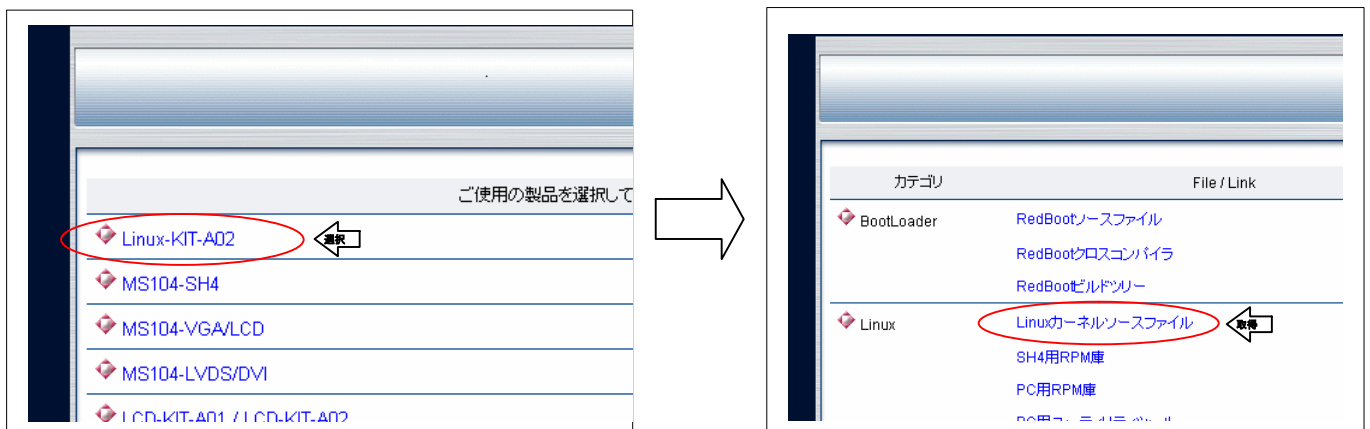 ご使用の製品を選択して
Linux-KIT-A02
選択
MS104-SH4
MS104-VGA/LCD
MS104-LVDS/DVI
LCD-KIT-A01 / LCD-KIT-A02
カテゴリ File / Link
BootLoader RedBootソースファイル
RedBootクロスコンパイラ
RedBootビルドツリー
Linux Linuxカーネルソースファイル
取得
SH4用RPM庫
PC用RPM庫